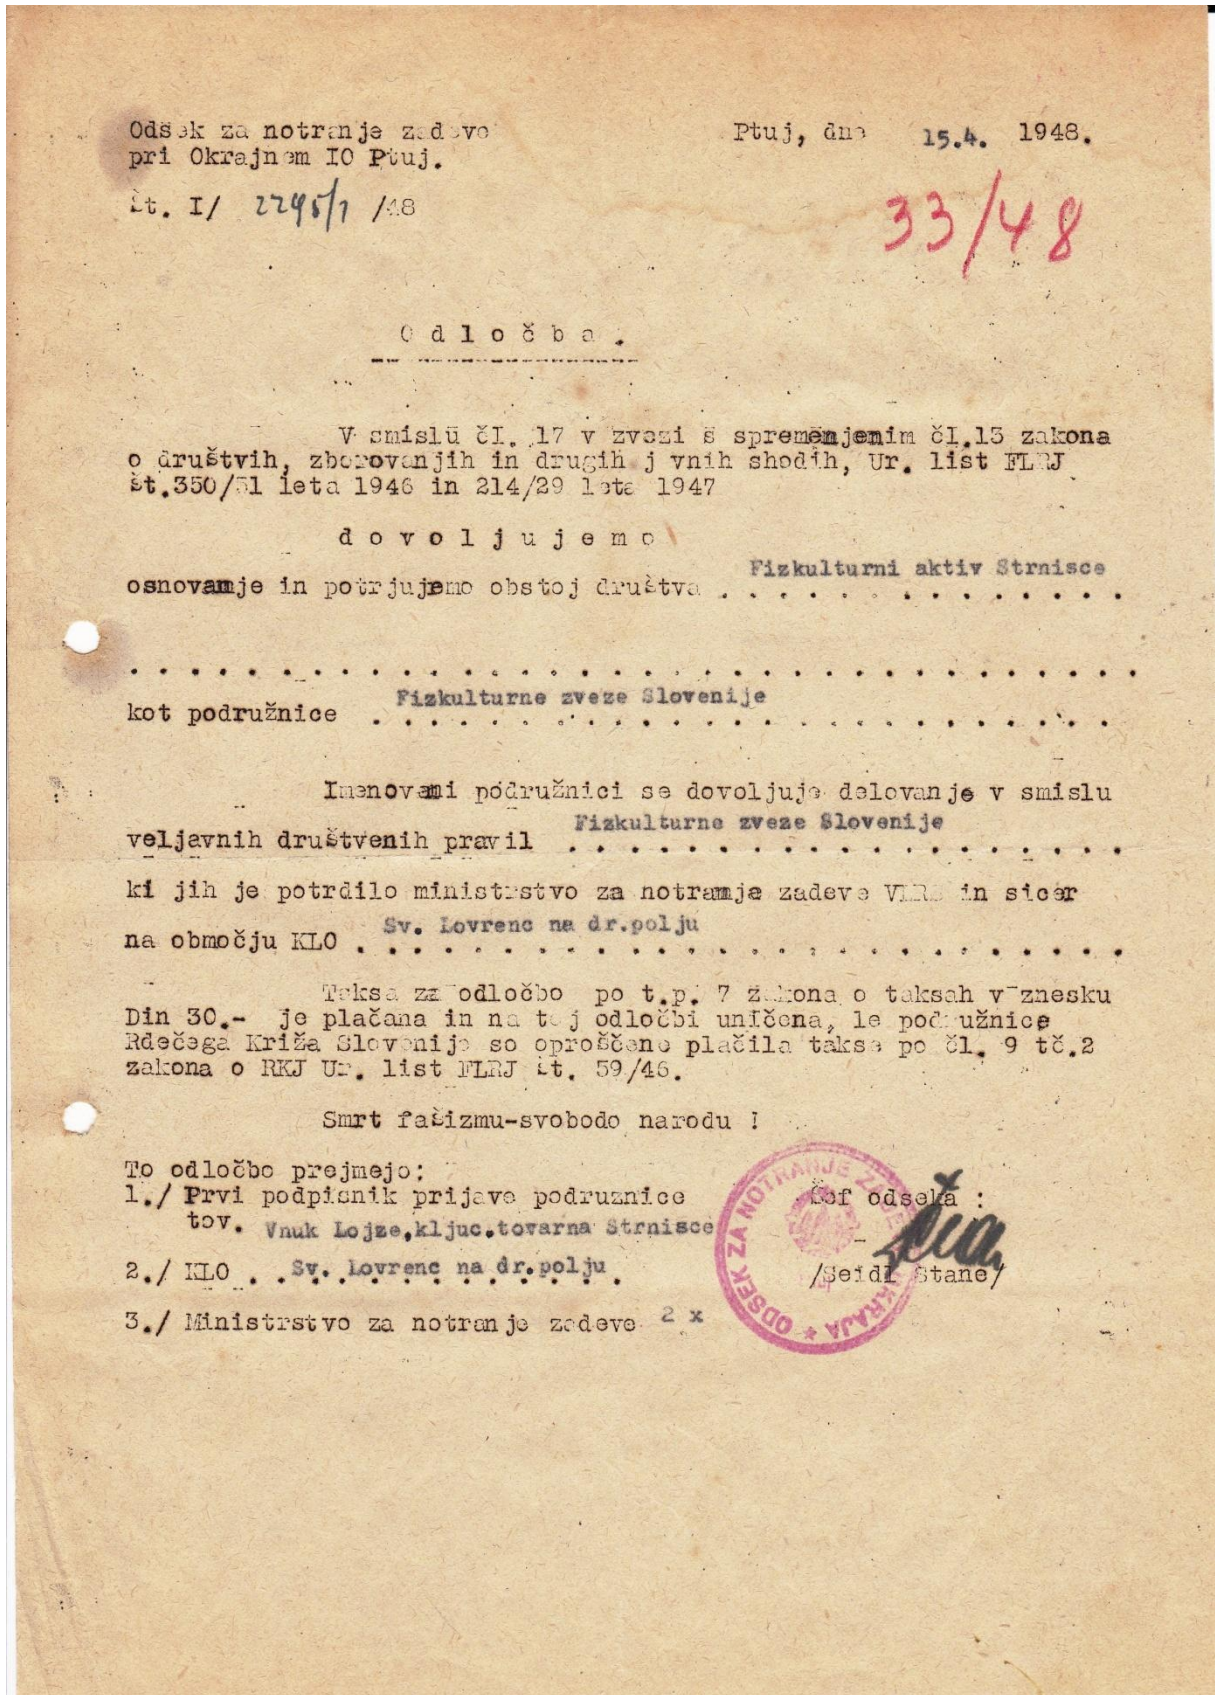 Odsek za notranje zadeve
pri Okrajnem IO Ptuj.
Ptuj, dne 15.4. 1948.
št. I/ 2295/1 /48
33/48
Odločba.
V smislu čl. 17 v zvezi s spremenjenim čl.13 zakona
o društvih, zborovanjih in drugih j vnih shodih, Ur. list FLRJ
št.350/51 leta 1946 in 214/29 leta 1947
dovoljujemo
osnovamje in potrjujemo obstoj društva Fizkulturni aktiv Strnisce
kot podružnice Fizkulturne zveze Slovenije
Imenovani podružnici se dovoljuje delovanje v smislu
veljavnih društvenih pravil Fizkulturne zveze Slovenije
ki jih je potrdilo ministrstvo za notramje zadeve in sicer
na območju KLO Sv. Lovrenc na dr.polju
Taksa za odločbo po t.p. 7 zakona o taksah v znesku
Din 30.- je plačana in na tej odločbi uničena, le podružnice
Rdečega Križa Slovenije so oproščene plačila takse po čl. 9 tč.2
zakona o RKJ Ur. list FLRJ št. 59/46.
Smrt fašizmu-svobodo narodu !
To odločbo prejmejo:
1./ Prvi podpisnik prijave podruznice
tov. Vnuk Lojze,kljuc.tovarna Strnisce
2./ KLO Sv. Lovrenc na dr.polju
3./ Ministrstvo za notranje zadeve 2 x
Šef odseka :
/Seidl Stane/
ODSEK ZA NOTRANJE OKRAJA